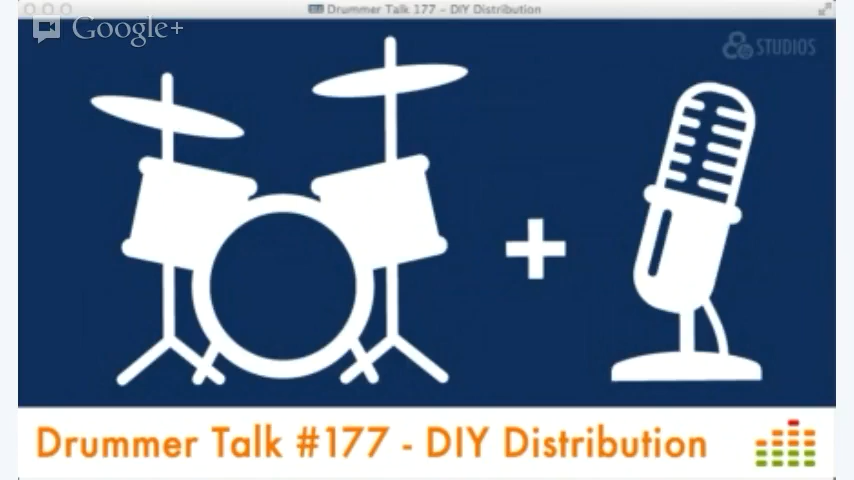 Drummer Talk 177 - DIY Distribution
Google+
STUDIOS
Drummer Talk #177 - DIY Distribution